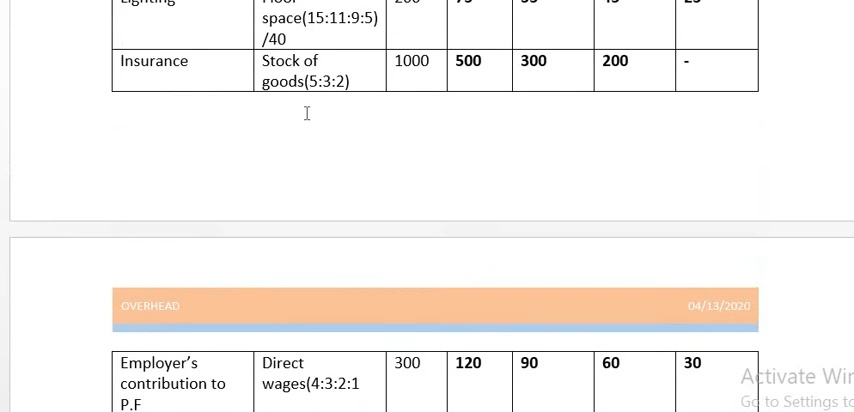 space(15:11:9:5)
/40
Insurance Stock of 1000 500 300 200 -
goods(5:3:2)
OVERHEAD 04/13/2020
Employer's Direct 300 120 90 60 30
contribution to wages(4:3:2:1
P.F
Activate Win
Go to Settings to